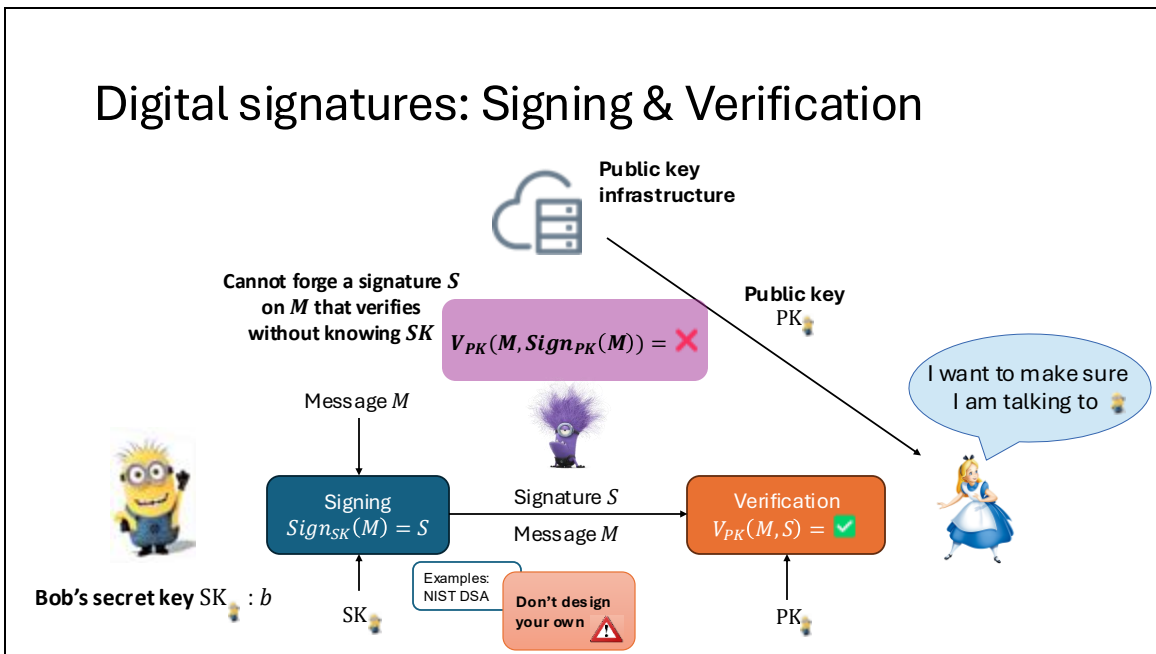 Digital signatures: Signing & Verification
Public key
infrastructure
Cannot forge a signature S
on M that verifies
without knowing SK
V_PK(M, Sign_PK(M)) = ❌
Public key
PK
I want to make sure
I am talking to
Message M
Signing
Sign_SK(M) = S
Signature S
Message M
Verification
V_PK(M, S) = ✅
Bob's secret key SK : b
SK
Examples:
NIST DSA
Don't design
your own
PK